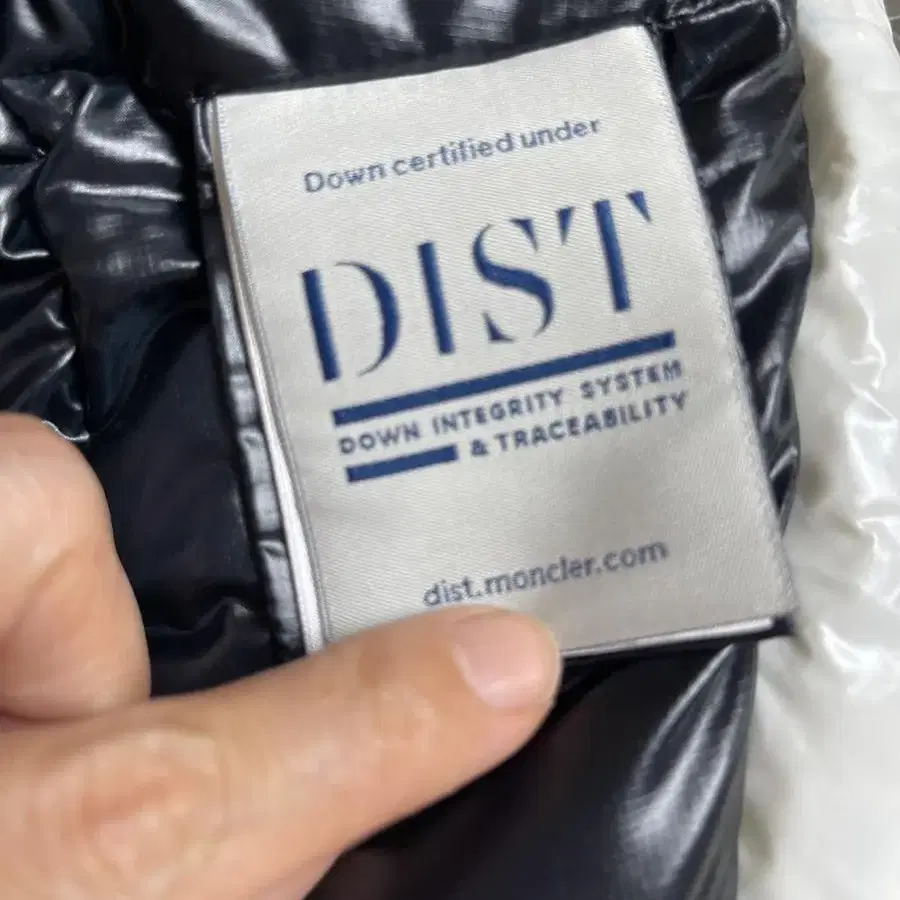 Down certified under
DIST
DOWN INTEGRITY SYSTEM
& TRACEABILITY
dist.moncler.com